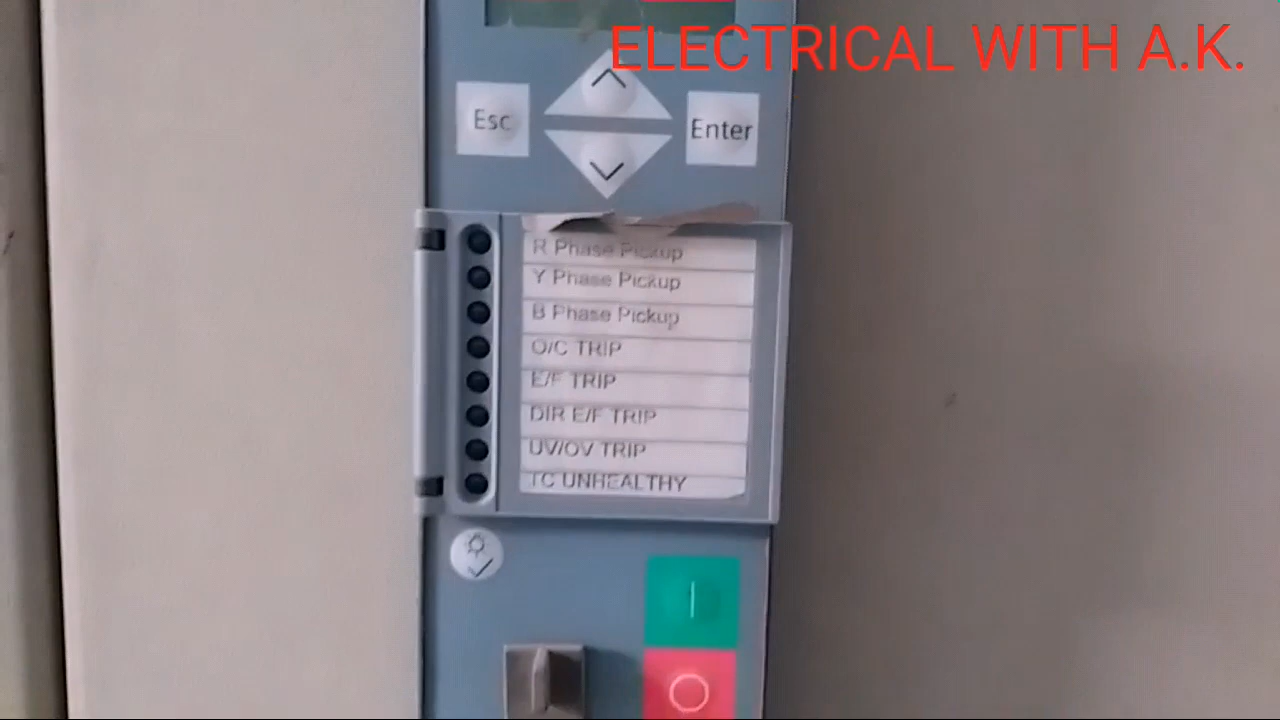 ELECTRICAL WITH A.K.
Esc
Enter
R Phase Pickup
Y Phase Pickup
B Phase Pickup
O/C TRIP
E/F TRIP
DIR E/F TRIP
UV/OV TRIP
TC UNHEALTHY